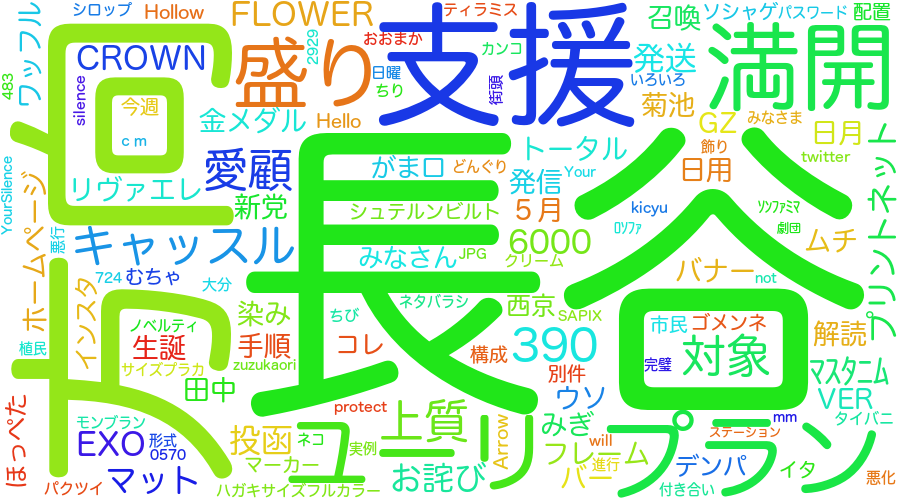 シロップ
Hollow
FLOWER
ティラミス
召喚
ソシャゲ
パスワード
配置
ワッフル
483
silence
CROWN
盛り
2929
おおまか
カンコ
支援
発送
満開
いろいろ
街頭
日曜
ちり
菊池
今週
cm
金メダル
Hello
GZ
みなさま
日月
twitter
飾り
トータル
どんぐり
がま口
愛顧
リヴァエレ
発信
Your
日用
プリントネット
YourSilence
ホームページ
新党
シュテルンビルト
5月
kicyu
ロソファ
ソソファミマ
劇団
ムチ
悪行
キャッスル
みなさん
JPG
6000
クリーム
バナー
not
724
むちゃ
大分
長谷
ネタバラシ
西京
SAPIX
インスタ
植民
ノベルティ
生誕
サイズプラカ
染み
ちび
手順
コレ
zuzukaori
構成
390
別件
市民
ゴメンネ
完璧
対象
解読
マスタニム
VER
タイバニ
ほっぺた
田中
protect
上質
ウソ
みぎ
mm
モンブラン
EXO
形式
0570
投函
ネコ
マーカー
実例
ユリ
Arrow
will
フレーム
進行
バー
プラン
ステーション
デンパ
イタ
付き合い
悪化
パクツイ
マット
ハガキサイズフルカラー
お詫び